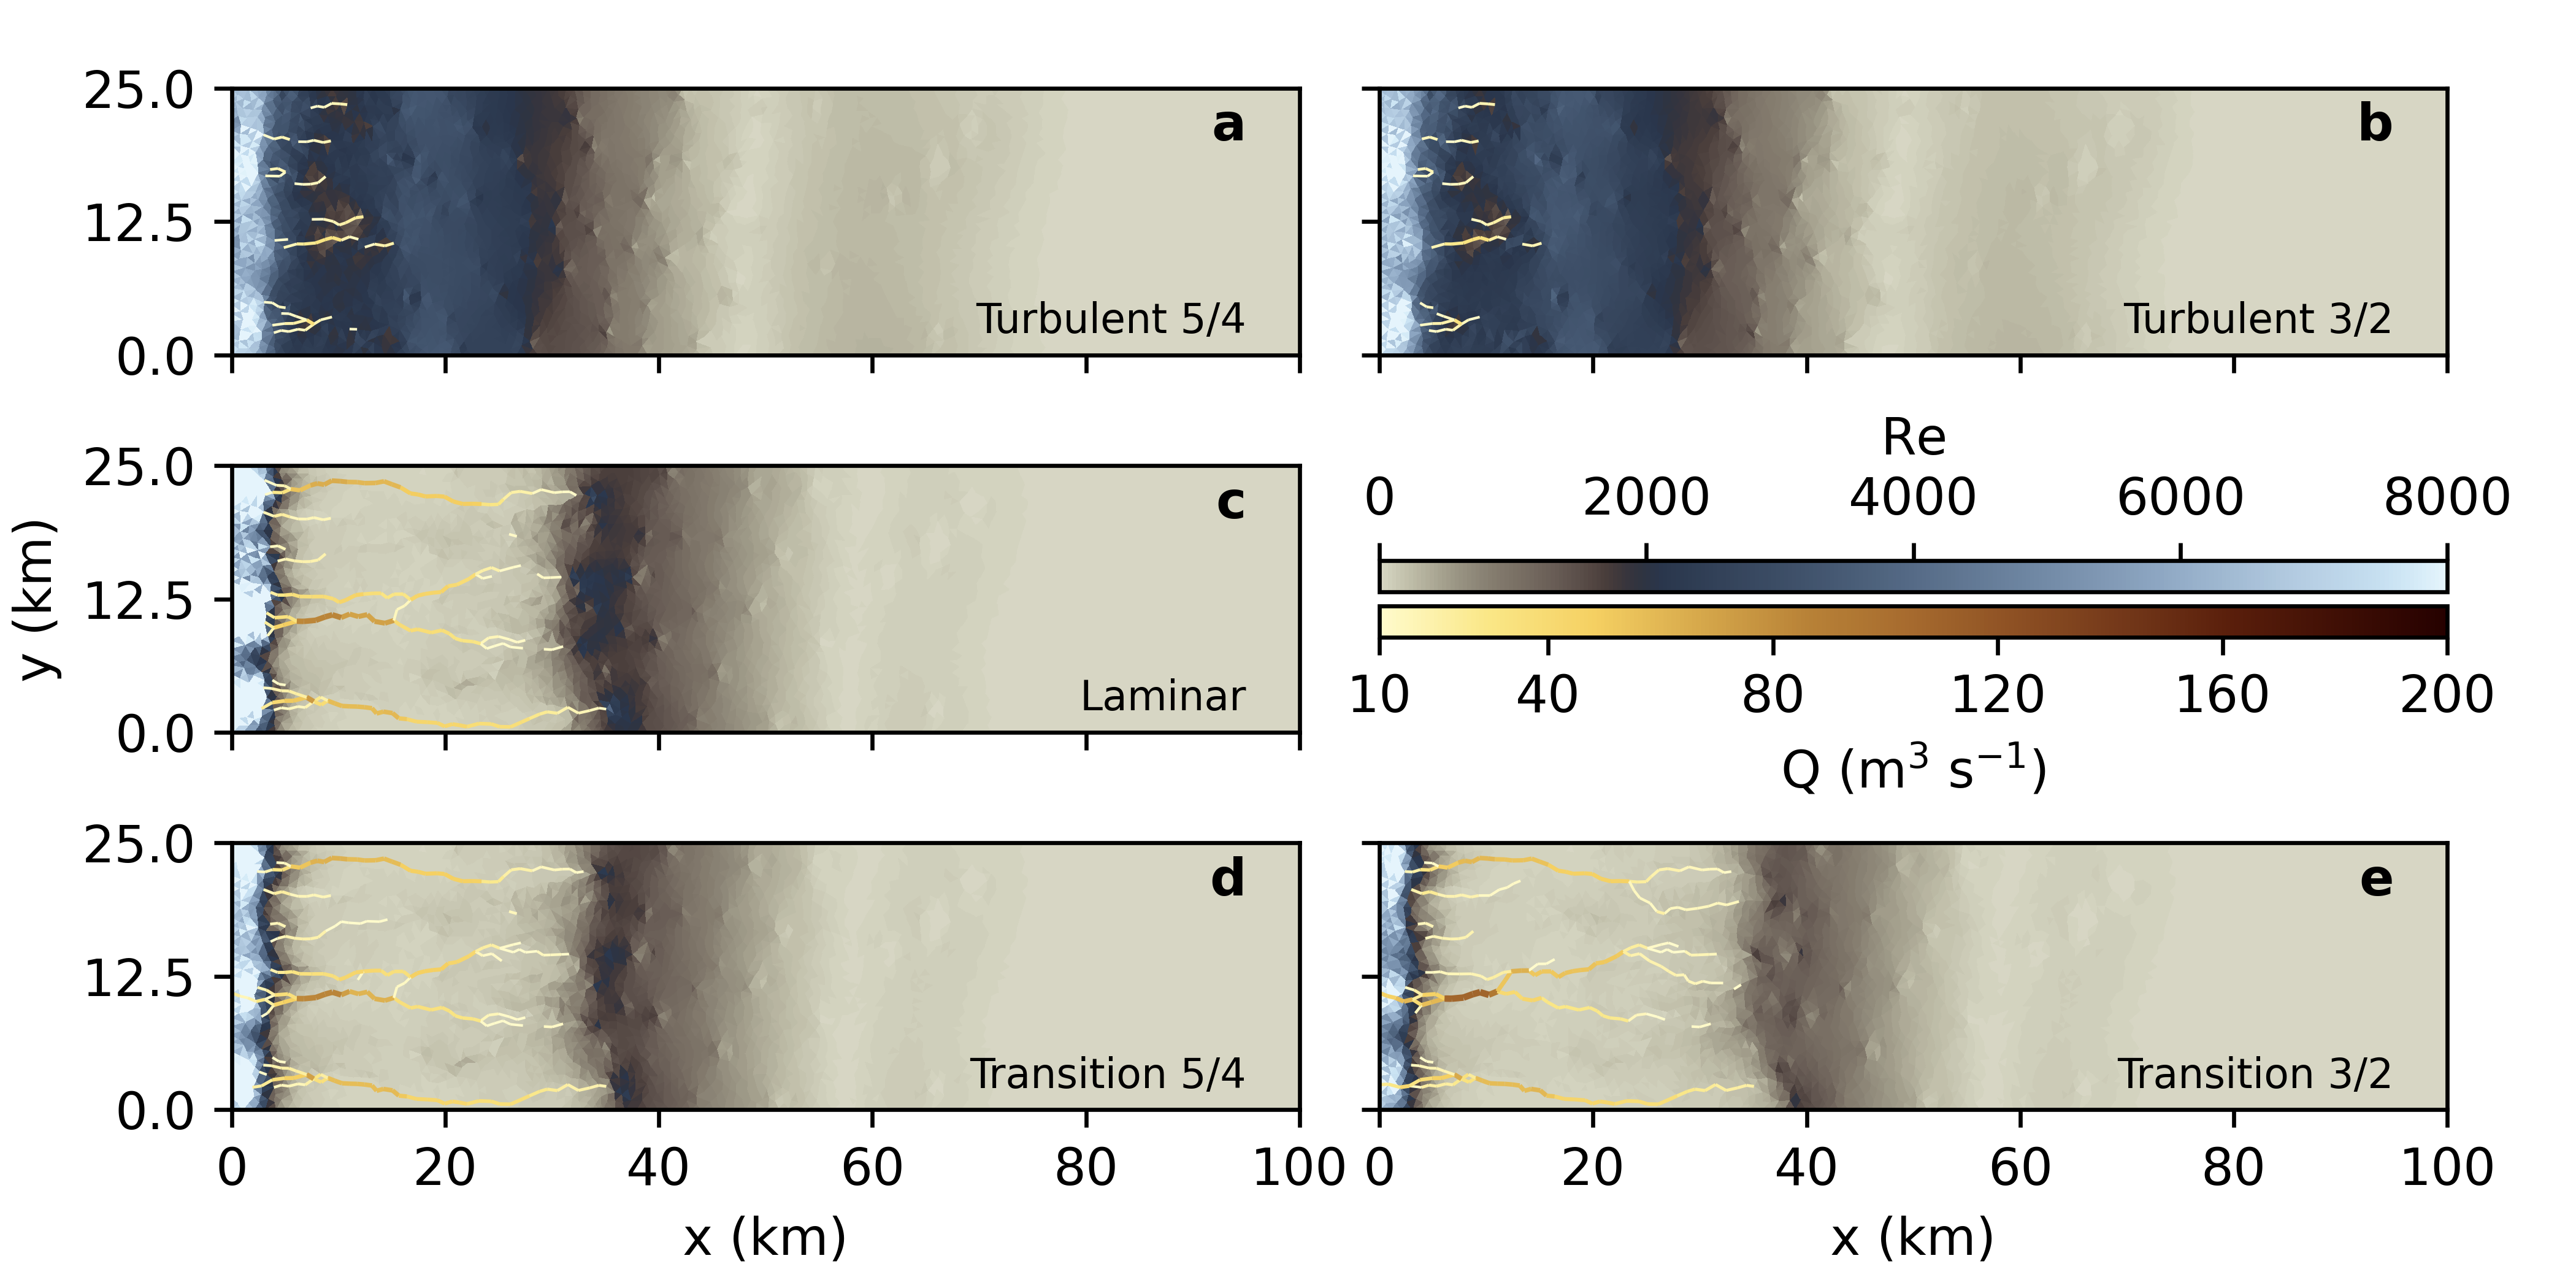 25.0
12.5
0.0
a
Turbulent 5/4
b
Turbulent 3/2
25.0
12.5
0.0
y (km)
c
Laminar
Re
0 2000 4000 6000 8000
10 40 80 120 160 200
Q (m³ s⁻¹)
25.0
12.5
0.0
d
Transition 5/4
e
Transition 3/2
0 20 40 60 80 100
0 20 40 60 80 100
x (km)
x (km)